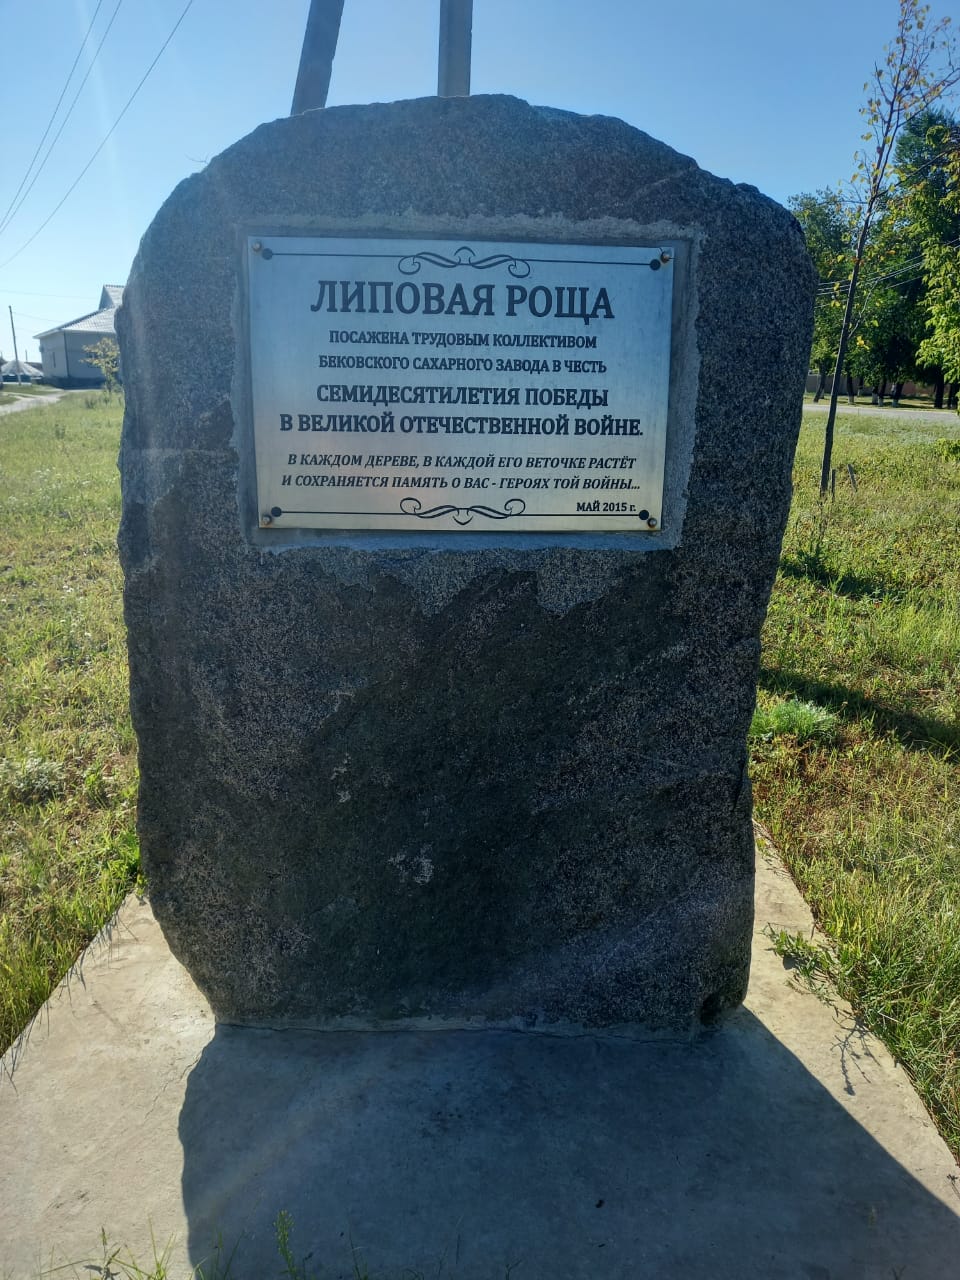 ЛИПОВАЯ РОЩА
ПОСАЖЕНА ТРУДОВЫМ КОЛЛЕКТИВОМ
БЕКОВСКОГО САХАРНОГО ЗАВОДА В ЧЕСТЬ
СЕМИДЕСЯТИЛЕТИЯ ПОБЕДЫ
В ВЕЛИКОЙ ОТЕЧЕСТВЕННОЙ ВОЙНЕ.
В КАЖДОМ ДЕРЕВЕ, В КАЖДОЙ ЕГО ВЕТОЧКЕ РАСТЁТ
И СОХРАНЯЕТСЯ ПАМЯТЬ О ВАС - ГЕРОЯХ ТОЙ ВОЙНЫ...
МАЙ 2015 г.